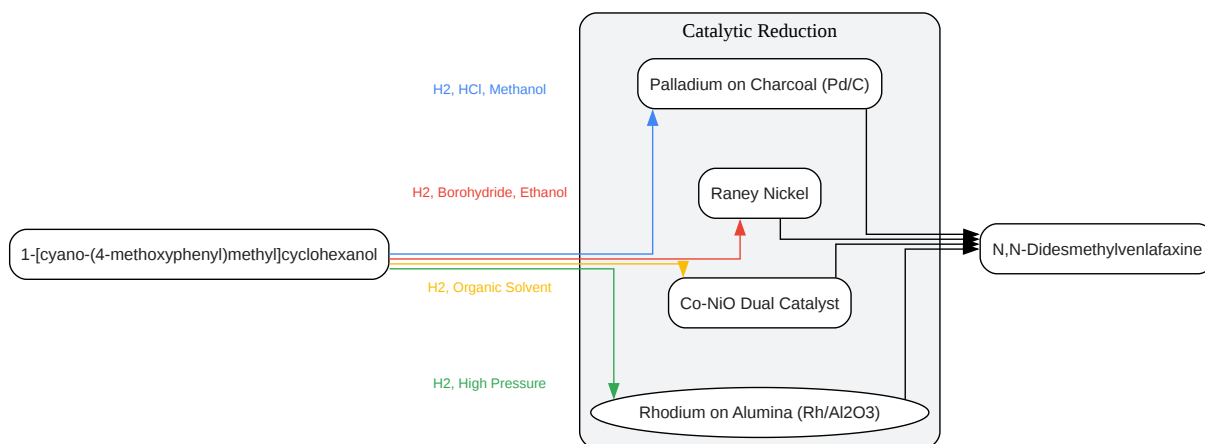 Catalytic Reduction
H2, HCl, Methanol
Palladium on Charcoal (Pd/C)
H2, Borohydride, Ethanol
Raney Nickel
1-[cyano-(4-methoxyphenyl)methyl]cyclohexanol
N,N-Didesmethylvenlafaxine
H2, Organic Solvent
Co-NiO Dual Catalyst
H2, High Pressure
Rhodium on Alumina (Rh/Al2O3)